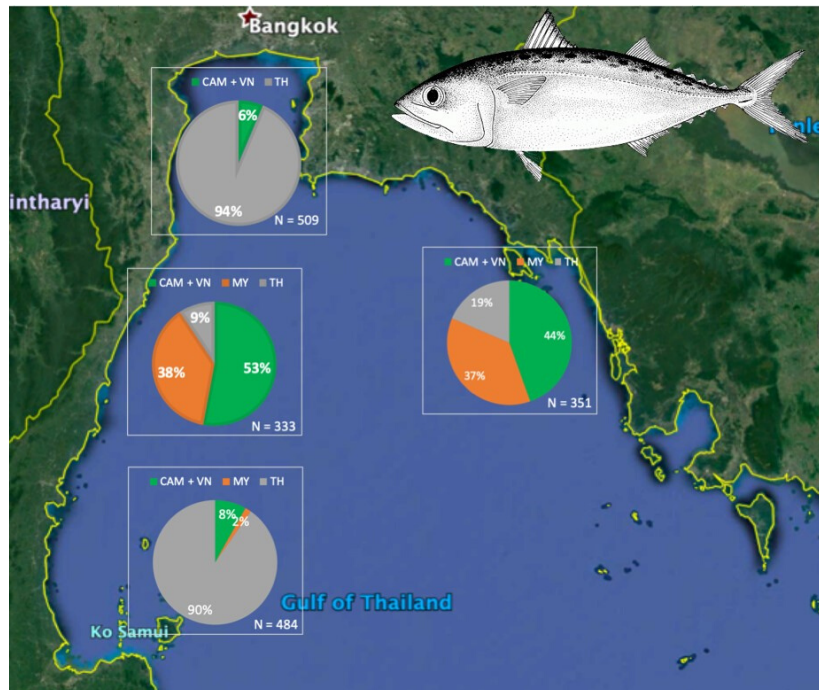 Bangkok
CAM + VN TH
6%
94%
N = 509
intharyi
CAM + VN MY TH
9%
38%
53%
N = 333
CAM + VN MY TH
19%
44%
37%
N = 351
CAM + VN MY TH
8%
2%
90%
N = 484
Gulf of Thailand
Ko Samui